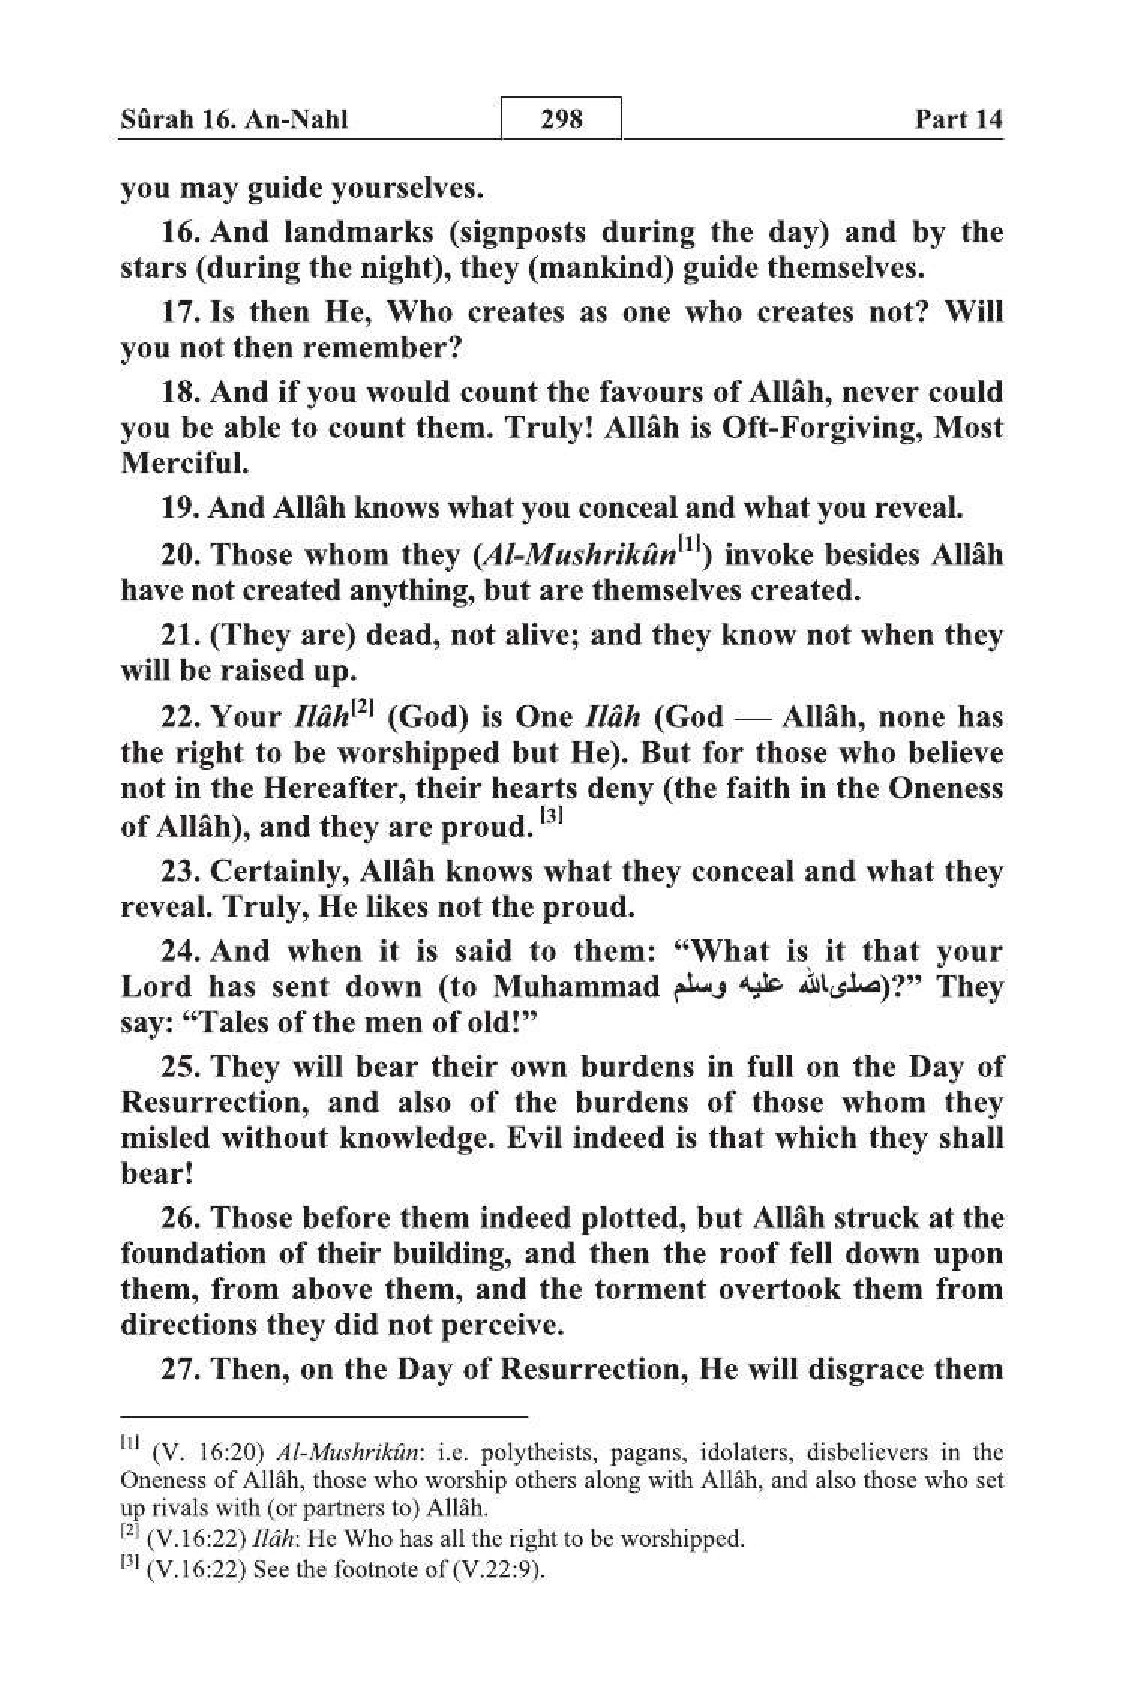 Sûrah 16. An-Nahl 298 Part 14
you may guide yourselves.
16. And landmarks (signposts during the day) and by the
stars (during the night), they (mankind) guide themselves.
17. Is then He, Who creates as one who creates not? Will
you not then remember?
18. And if you would count the favours of Allâh, never could
you be able to count them. Truly! Allâh is Oft-Forgiving, Most
Merciful.
19. And Allâh knows what you conceal and what you reveal.
20. Those whom they (Al-Mushrikûn[1]) invoke besides Allâh
have not created anything, but are themselves created.
21. (They are) dead, not alive; and they know not when they
will be raised up.
22. Your Ilâh[2] (God) is One Ilâh (God — Allâh, none has
the right to be worshipped but He). But for those who believe
not in the Hereafter, their hearts deny (the faith in the Oneness
of Allâh), and they are proud. [3]
23. Certainly, Allâh knows what they conceal and what they
reveal. Truly, He likes not the proud.
24. And when it is said to them: “What is it that your
Lord has sent down (to Muhammad صلى الله عليه وسلم)?” They
say: “Tales of the men of old!”
25. They will bear their own burdens in full on the Day of
Resurrection, and also of the burdens of those whom they
misled without knowledge. Evil indeed is that which they shall
bear!
26. Those before them indeed plotted, but Allâh struck at the
foundation of their building, and then the roof fell down upon
them, from above them, and the torment overtook them from
directions they did not perceive.
27. Then, on the Day of Resurrection, He will disgrace them
[1] (V. 16:20) Al-Mushrikûn: i.e. polytheists, pagans, idolaters, disbelievers in the
Oneness of Allâh, those who worship others along with Allâh, and also those who set
up rivals with (or partners to) Allâh.
[2] (V.16:22) Ilâh: He Who has all the right to be worshipped.
[3] (V.16:22) See the footnote of (V.22:9).